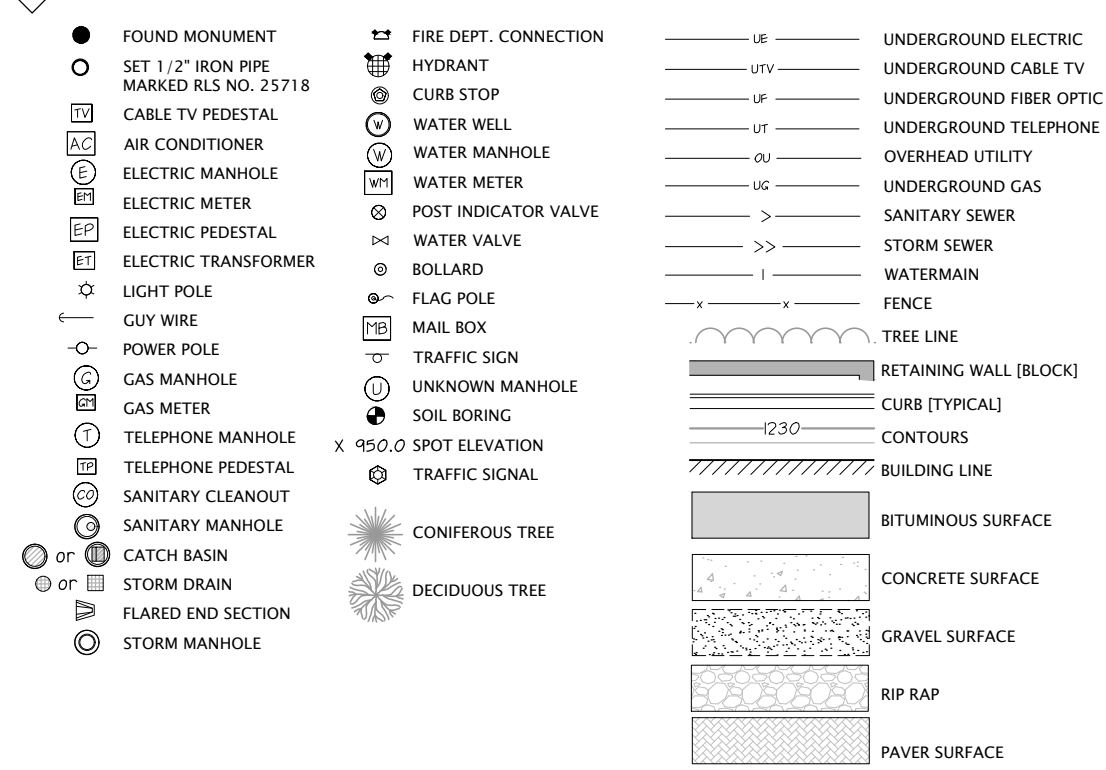 FOUND MONUMENT
SET 1/2" IRON PIPE
MARKED RLS NO. 25718
TV CABLE TV PEDESTAL
AC AIR CONDITIONER
E ELECTRIC MANHOLE
EM ELECTRIC METER
EP ELECTRIC PEDESTAL
ET ELECTRIC TRANSFORMER
LIGHT POLE
GUY WIRE
POWER POLE
G GAS MANHOLE
GM GAS METER
T TELEPHONE MANHOLE
TP TELEPHONE PEDESTAL
CO SANITARY CLEANOUT
SANITARY MANHOLE
or CATCH BASIN
or STORM DRAIN
FLARED END SECTION
STORM MANHOLE
FIRE DEPT. CONNECTION
HYDRANT
CURB STOP
W WATER WELL
W WATER MANHOLE
WM WATER METER
POST INDICATOR VALVE
WATER VALVE
BOLLARD
FLAG POLE
MB MAIL BOX
TRAFFIC SIGN
U UNKNOWN MANHOLE
SOIL BORING
X 950.0 SPOT ELEVATION
TRAFFIC SIGNAL
CONIFEROUS TREE
DECIDUOUS TREE
UE UNDERGROUND ELECTRIC
UTV UNDERGROUND CABLE TV
UF UNDERGROUND FIBER OPTIC
UT UNDERGROUND TELEPHONE
OU OVERHEAD UTILITY
UG UNDERGROUND GAS
> SANITARY SEWER
>> STORM SEWER
I WATERMAIN
x x FENCE
TREE LINE
RETAINING WALL [BLOCK]
CURB [TYPICAL]
1230 CONTOURS
BUILDING LINE
BITUMINOUS SURFACE
CONCRETE SURFACE
GRAVEL SURFACE
RIP RAP
PAVER SURFACE